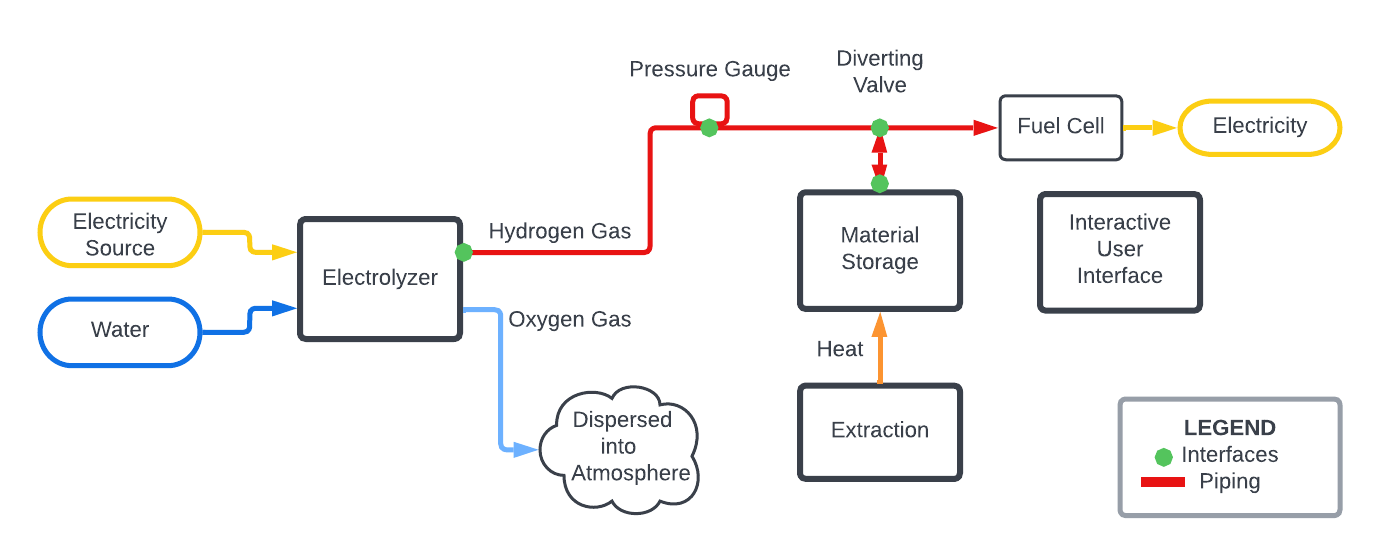 Pressure Gauge
Diverting
Valve
Fuel Cell
Electricity
Electricity
Source
Hydrogen Gas
Electrolyzer
Material
Storage
Interactive
User
Interface
Water
Oxygen Gas
Heat
Dispersed
into
Atmosphere
Extraction
LEGEND
Interfaces
Piping